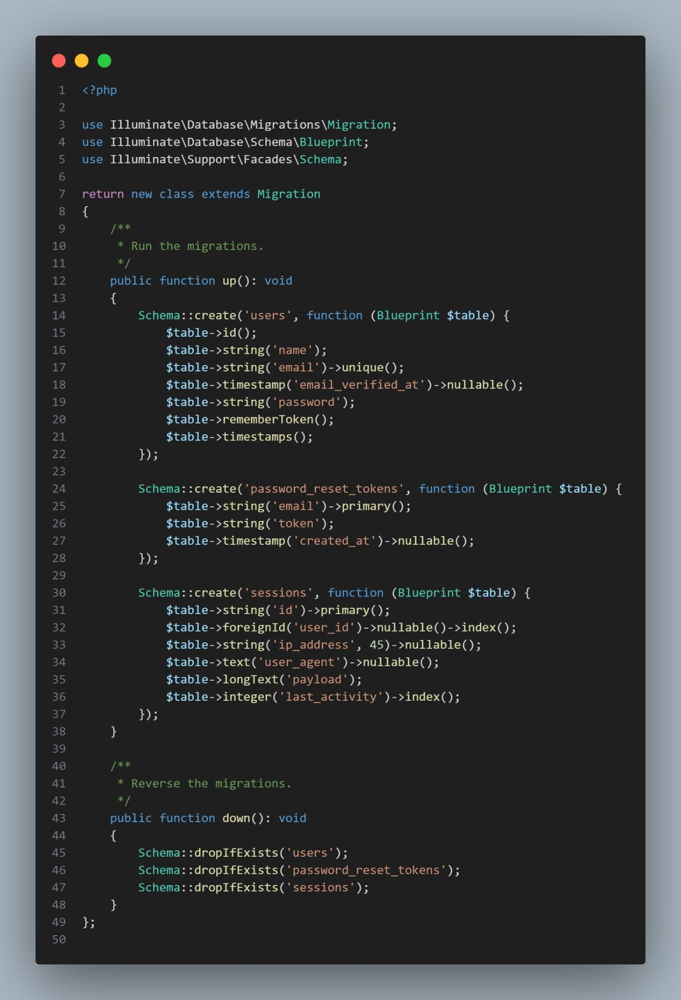 1 <?php
2
3 use Illuminate\Database\Migrations\Migration;
4 use Illuminate\Database\Schema\Blueprint;
5 use Illuminate\Support\Facades\Schema;
6
7 return new class extends Migration
8 {
9     /**
10      * Run the migrations.
11      */
12     public function up(): void
13     {
14         Schema::create('users', function (Blueprint $table) {
15             $table->id();
16             $table->string('name');
17             $table->string('email')->unique();
18             $table->timestamp('email_verified_at')->nullable();
19             $table->string('password');
20             $table->rememberToken();
21             $table->timestamps();
22         });
23
24         Schema::create('password_reset_tokens', function (Blueprint $table) {
25             $table->string('email')->primary();
26             $table->string('token');
27             $table->timestamp('created_at')->nullable();
28         });
29
30         Schema::create('sessions', function (Blueprint $table) {
31             $table->string('id')->primary();
32             $table->foreignId('user_id')->nullable()->index();
33             $table->string('ip_address', 45)->nullable();
34             $table->text('user_agent')->nullable();
35             $table->longText('payload');
36             $table->integer('last_activity')->index();
37         });
38     }
39
40     /**
41      * Reverse the migrations.
42      */
43     public function down(): void
44     {
45         Schema::dropIfExists('users');
46         Schema::dropIfExists('password_reset_tokens');
47         Schema::dropIfExists('sessions');
48     }
49 };
50